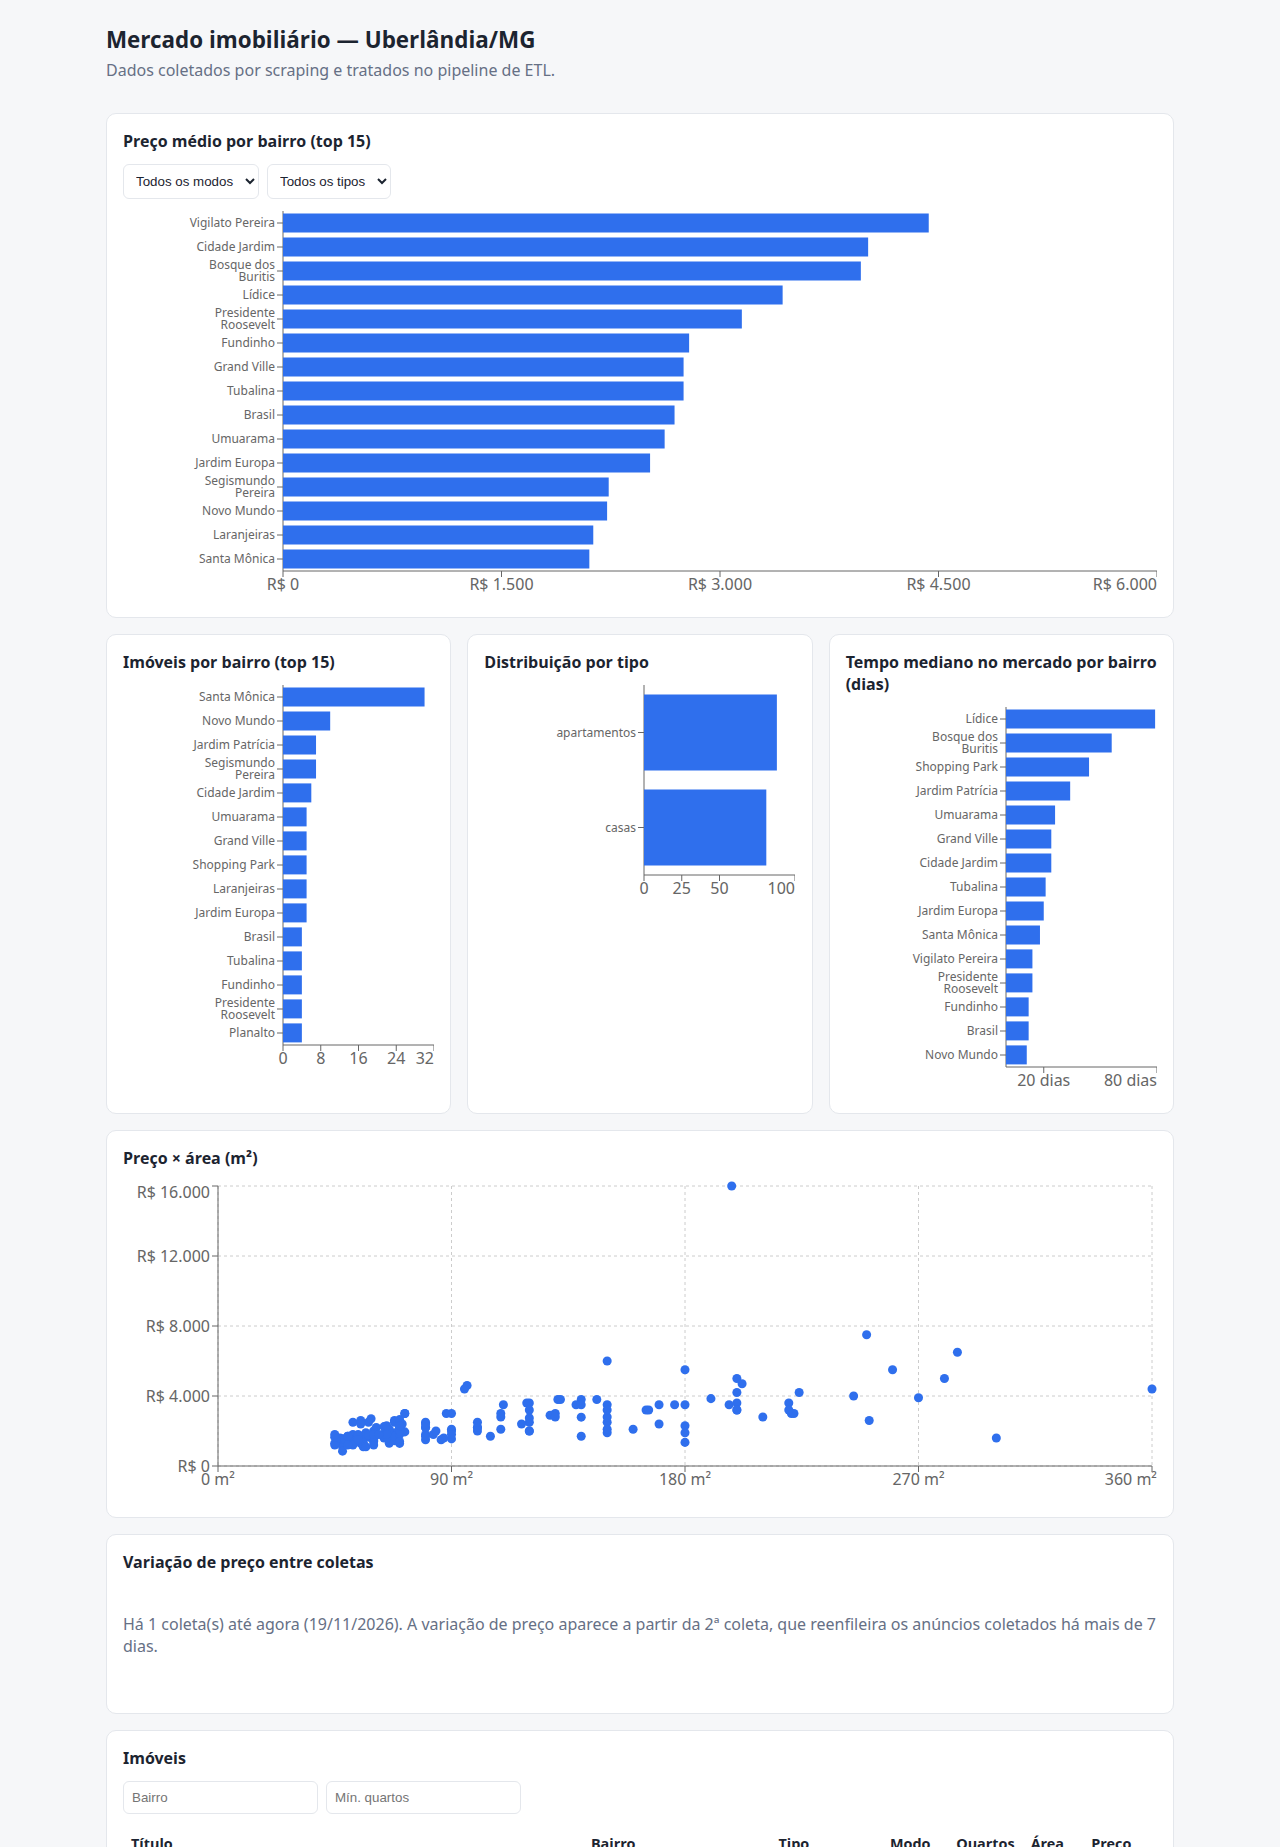 Mercado imobiliário — Uberlândia/MG
Dados coletados por scraping e tratados no pipeline de ETL.
Preço médio por bairro (top 15)
Todos os modos
Todos os tipos
Vigilato Pereira
Cidade Jardim
Bosque dos
Buritis
Lídice
Presidente
Roosevelt
Fundinho
Grand Ville
Tubalina
Brasil
Umuarama
Jardim Europa
Segismundo
Pereira
Novo Mundo
Laranjeiras
Santa Mônica
R$ 0 R$ 1.500 R$ 3.000 R$ 4.500 R$ 6.000
Imóveis por bairro (top 15)
Santa Mônica
Novo Mundo
Jardim Patrícia
Segismundo
Pereira
Cidade Jardim
Umuarama
Grand Ville
Shopping Park
Laranjeiras
Jardim Europa
Brasil
Tubalina
Fundinho
Presidente
Roosevelt
Planalto
0 8 16 24 32
Distribuição por tipo
apartamentos
casas
0 25 50 100
Tempo mediano no mercado por bairro
(dias)
Lídice
Bosque dos
Buritis
Shopping Park
Jardim Patrícia
Umuarama
Grand Ville
Cidade Jardim
Tubalina
Jardim Europa
Santa Mônica
Vigilato Pereira
Presidente
Roosevelt
Fundinho
Brasil
Novo Mundo
20 dias 80 dias
Preço × área (m²)
R$ 16.000
R$ 12.000
R$ 8.000
R$ 4.000
R$ 0
0 m² 90 m² 180 m² 270 m² 360 m²
Variação de preço entre coletas
Há 1 coleta(s) até agora (19/11/2026). A variação de preço aparece a partir da 2ª coleta, que reenfileira os anúncios coletados há mais de 7
dias.
Imóveis
Bairro
Mín. quartos
Título Bairro Tipo Modo Quartos Área Preço